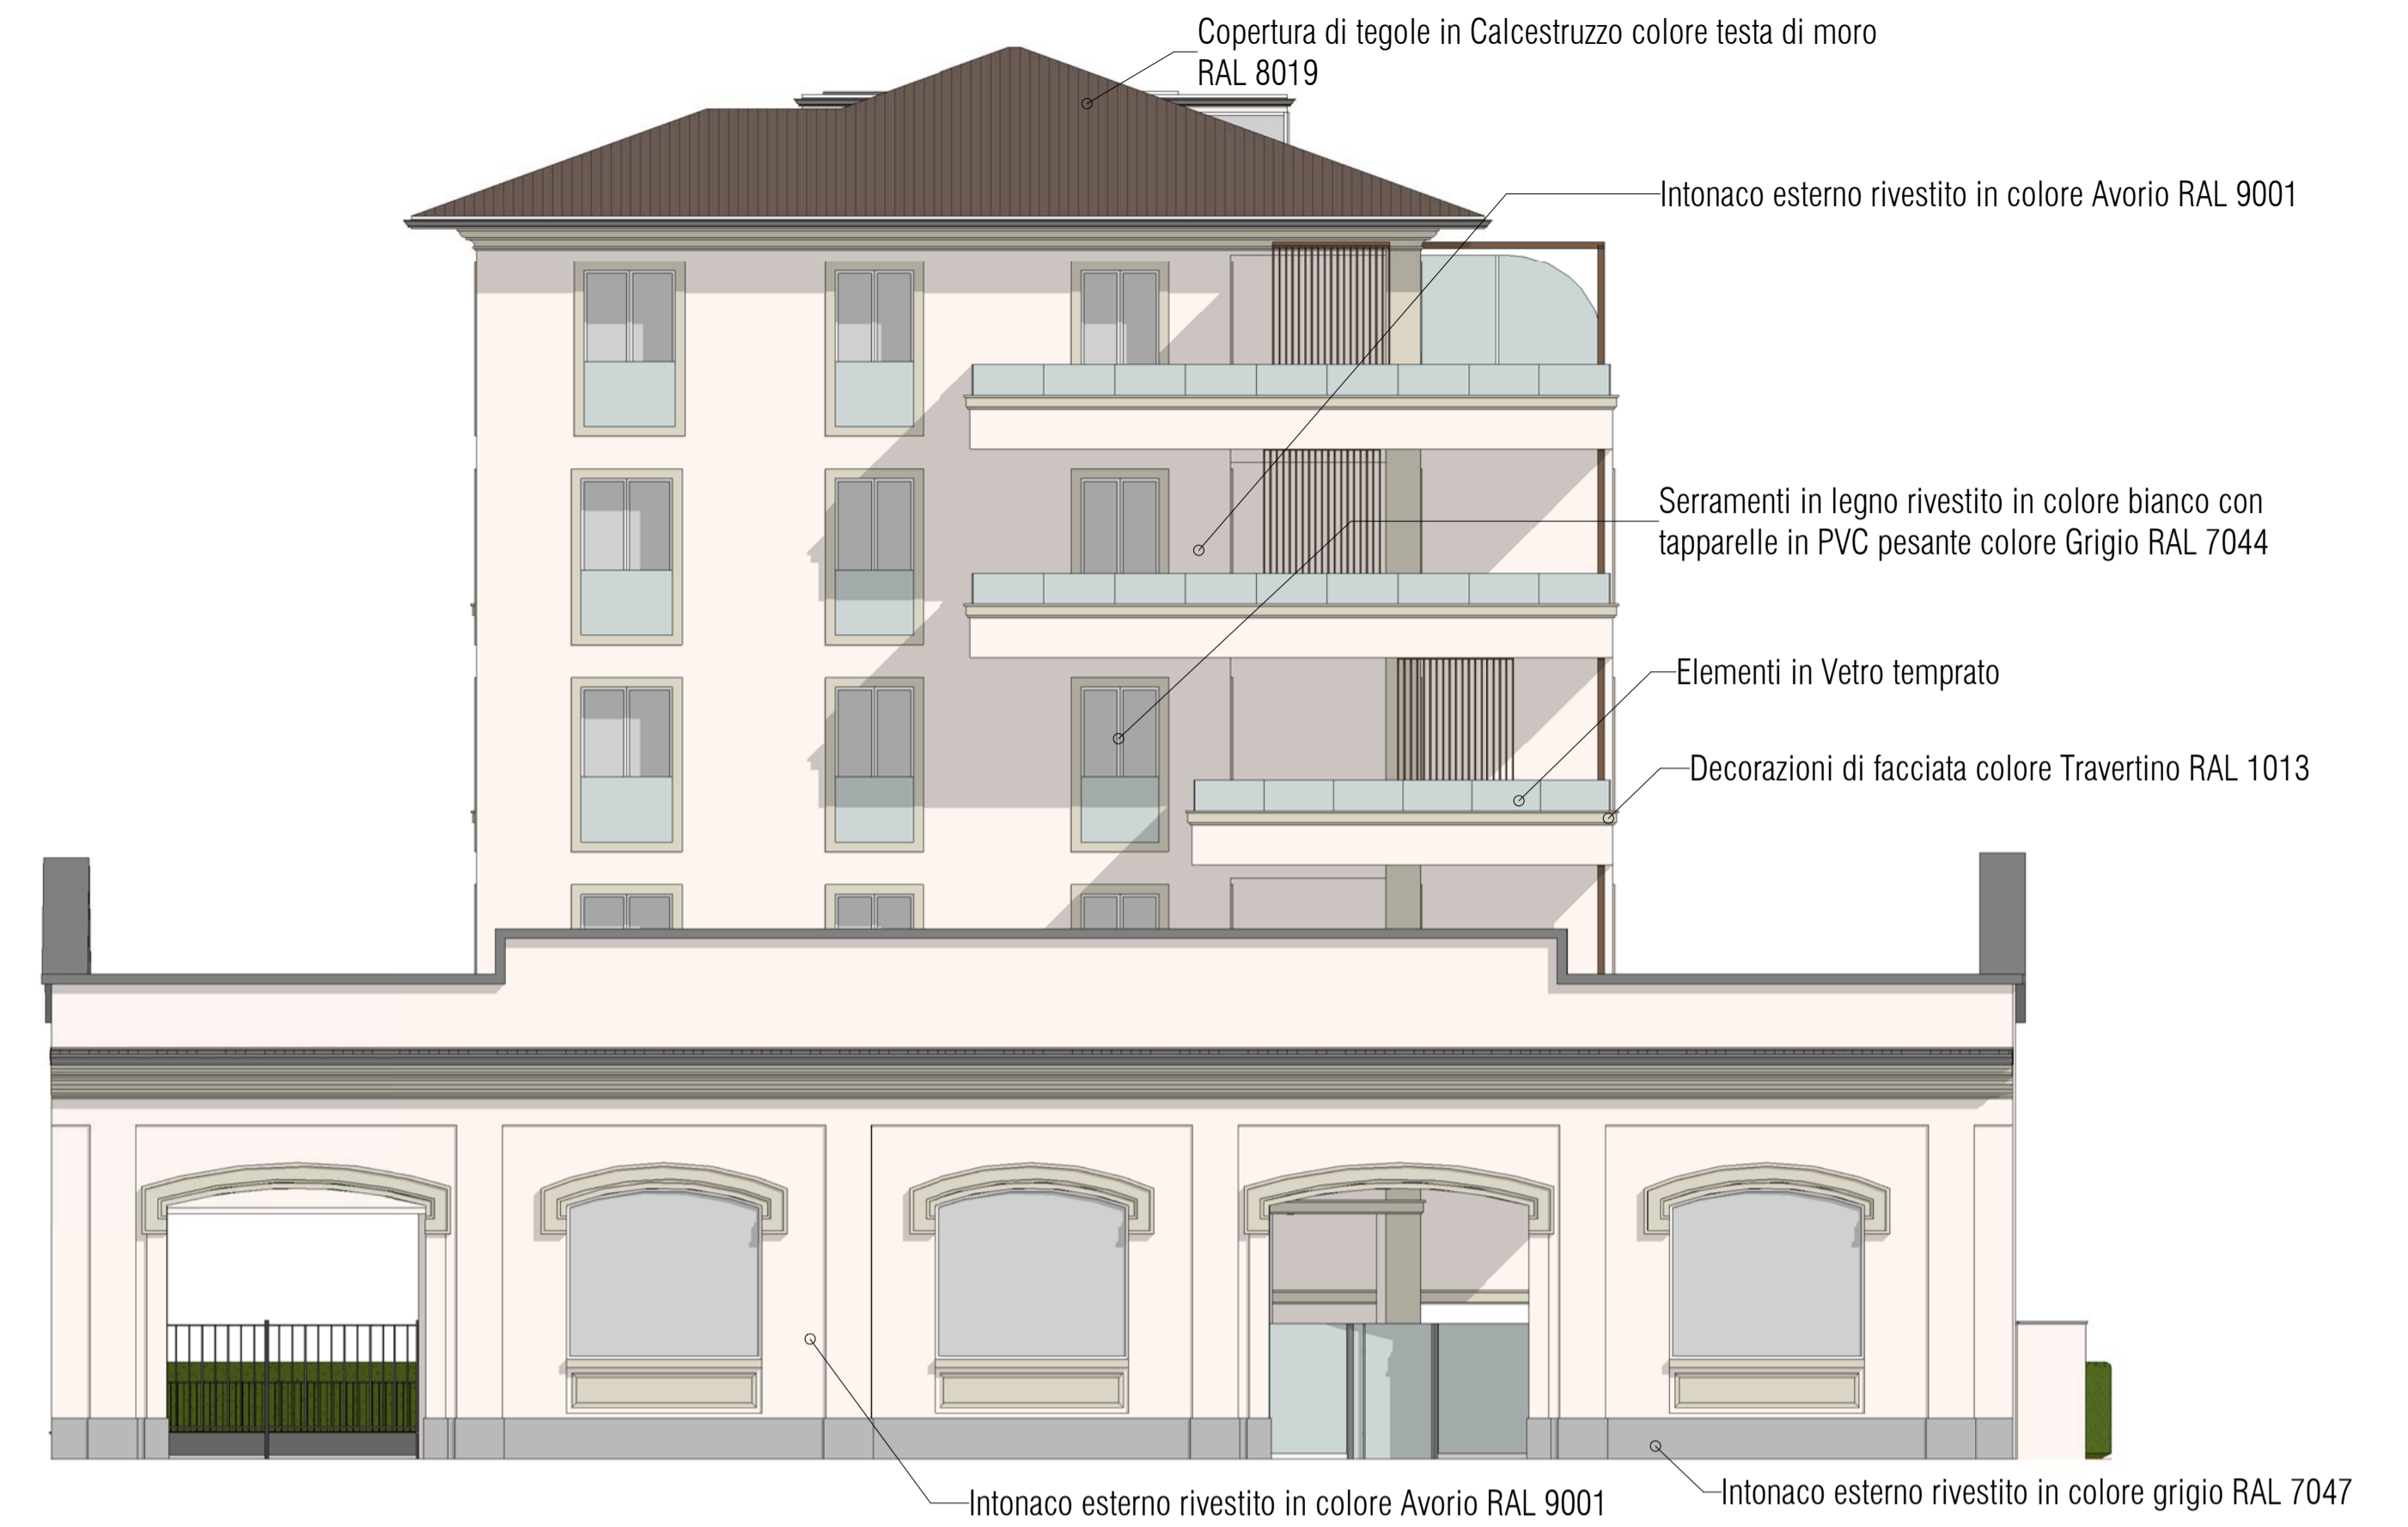 Copertura di tegole in Calcestruzzo colore testa di moro
RAL 8019
Intonaco esterno rivestito in colore Avorio RAL 9001
Serramenti in legno rivestito in colore bianco con
tapparelle in PVC pesante colore Grigio RAL 7044
Elementi in Vetro temprato
Decorazioni di facciata colore Travertino RAL 1013
Intonaco esterno rivestito in colore grigio RAL 7047
Intonaco esterno rivestito in colore Avorio RAL 9001